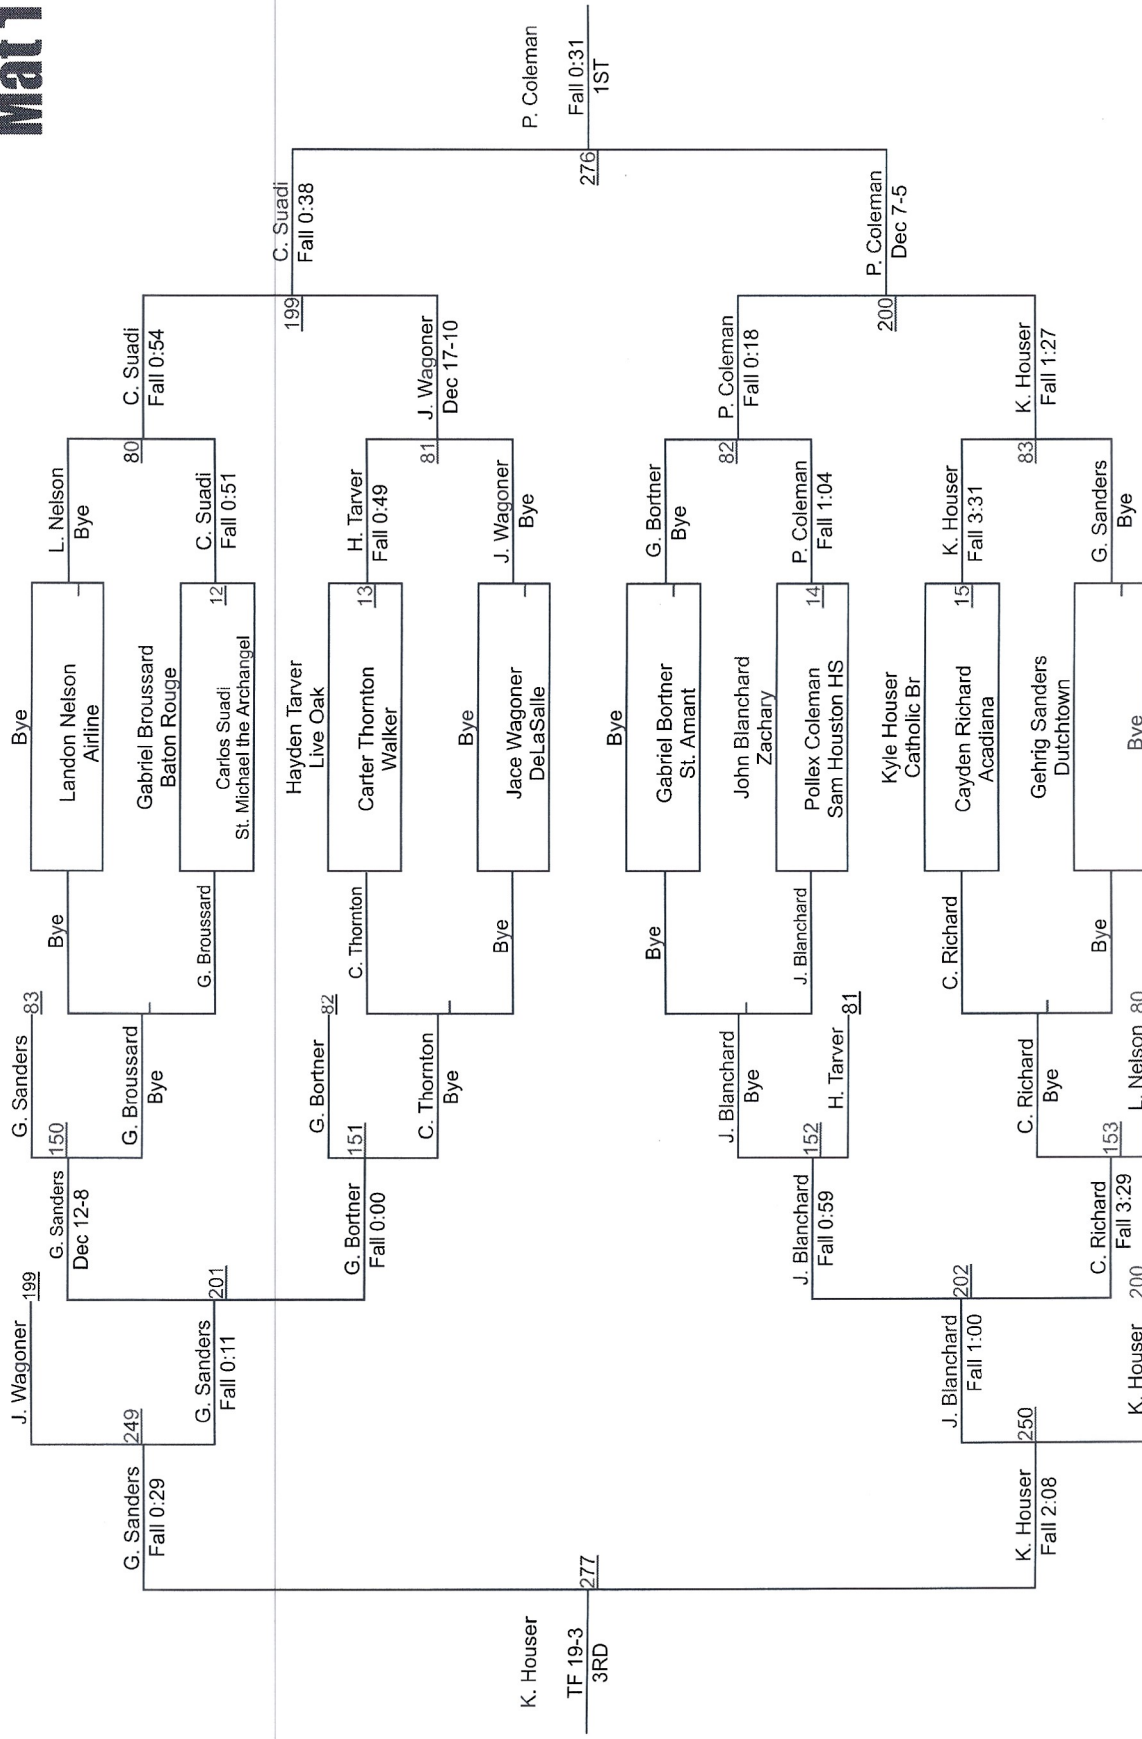 Mat 1
Bye
Landon Nelson
Airline
Gabriel Broussard
Baton Rouge
Carlos Suadi
St. Michael the Archangel
12
Hayden Tarver
Live Oak
Carter Thornton
Walker
13
Bye
Jace Wagoner
DeLaSalle
Bye
Gabriel Bortner
St. Amant
John Blanchard
Zachary
Pollex Coleman
Sam Houston HS
14
Kyle Houser
Catholic Br
Cayden Richard
Acadiana
15
Gehrig Sanders
Dutchtown
Bye
L. Nelson
Bye
80
C. Suadi
Fall 0:51
H. Tarver
Fall 0:49
81
J. Wagoner
Bye
G. Bortner
Bye
82
P. Coleman
Fall 1:04
K. Houser
Fall 3:31
83
G. Sanders
Bye
C. Suadi
Fall 0:54
199
J. Wagoner
Dec 17-10
P. Coleman
Fall 0:18
200
K. Houser
Fall 1:27
C. Suadi
Fall 0:38
276
P. Coleman
Dec 7-5
P. Coleman
Fall 0:31
1ST
Bye
G. Broussard
C. Thornton
Bye
Bye
J. Blanchard
C. Richard
Bye
G. Sanders 83
150
G. Broussard
Bye
G. Bortner 82
151
C. Thornton
Bye
J. Blanchard
Bye
152
H. Tarver 81
C. Richard
Bye
153
L. Nelson 80
J. Wagoner 199
G. Sanders
Dec 12-8
201
G. Bortner
Fall 0:00
J. Blanchard
Fall 0:59
202
C. Richard
Fall 3:29
K. Houser 200
249
G. Sanders
Fall 0:11
J. Blanchard
Fall 1:00
250
G. Sanders
Fall 0:29
277
K. Houser
Fall 2:08
K. Houser
TF 19-3
3RD